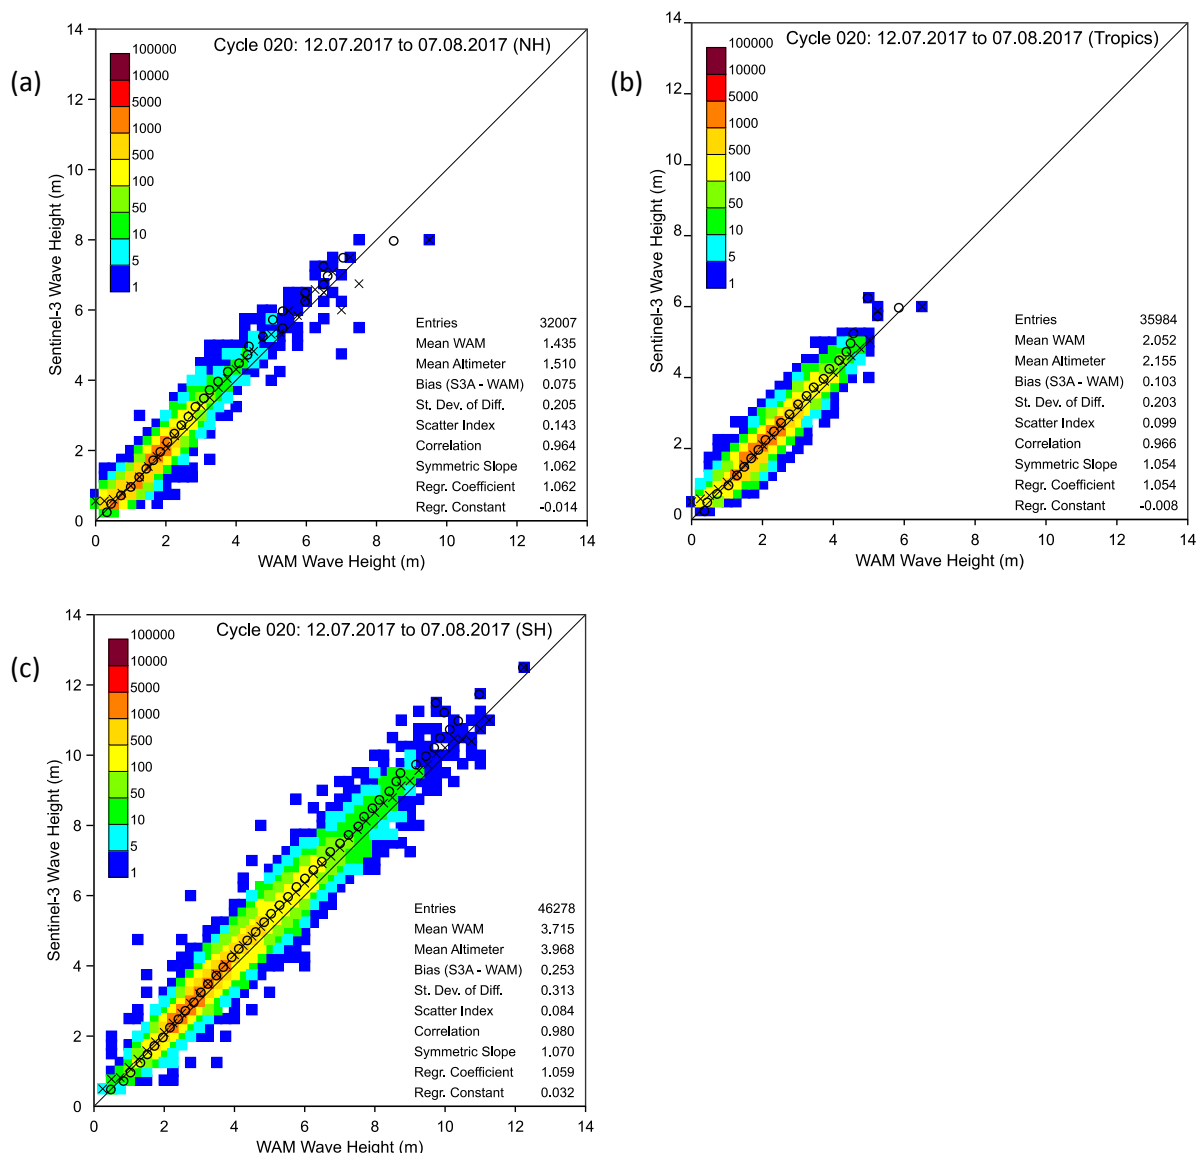 (a)
Cycle 020: 12.07.2017 to 07.08.2017 (NH)
Sentinel-3 Wave Height (m)
14
12
10
8
6
4
2
0
100000
10000
5000
1000
500
100
50
10
5
1
Entries 32007
Mean WAM 1.435
Mean Altimeter 1.510
Bias (S3A - WAM) 0.075
St. Dev. of Diff. 0.205
Scatter Index 0.143
Correlation 0.964
Symmetric Slope 1.062
Regr. Coefficient 1.062
Regr. Constant -0.014
0 2 4 6 8 10 12 14
WAM Wave Height (m)
(b)
Cycle 020: 12.07.2017 to 07.08.2017 (Tropics)
Sentinel-3 Wave Height (m)
14
12
10
8
6
4
2
0
100000
10000
5000
1000
500
100
50
10
5
1
Entries 35984
Mean WAM 2.052
Mean Altimeter 2.155
Bias (S3A - WAM) 0.103
St. Dev. of Diff. 0.203
Scatter Index 0.099
Correlation 0.966
Symmetric Slope 1.054
Regr. Coefficient 1.054
Regr. Constant -0.008
0 2 4 6 8 10 12 14
WAM Wave Height (m)
(c)
Cycle 020: 12.07.2017 to 07.08.2017 (SH)
Sentinel-3 Wave Height (m)
14
12
10
8
6
4
2
0
100000
10000
5000
1000
500
100
50
10
5
1
Entries 46278
Mean WAM 3.715
Mean Altimeter 3.968
Bias (S3A - WAM) 0.253
St. Dev. of Diff. 0.313
Scatter Index 0.084
Correlation 0.980
Symmetric Slope 1.070
Regr. Coefficient 1.059
Regr. Constant 0.032
0 2 4 6 8 10 12 14
WAM Wave Height (m)